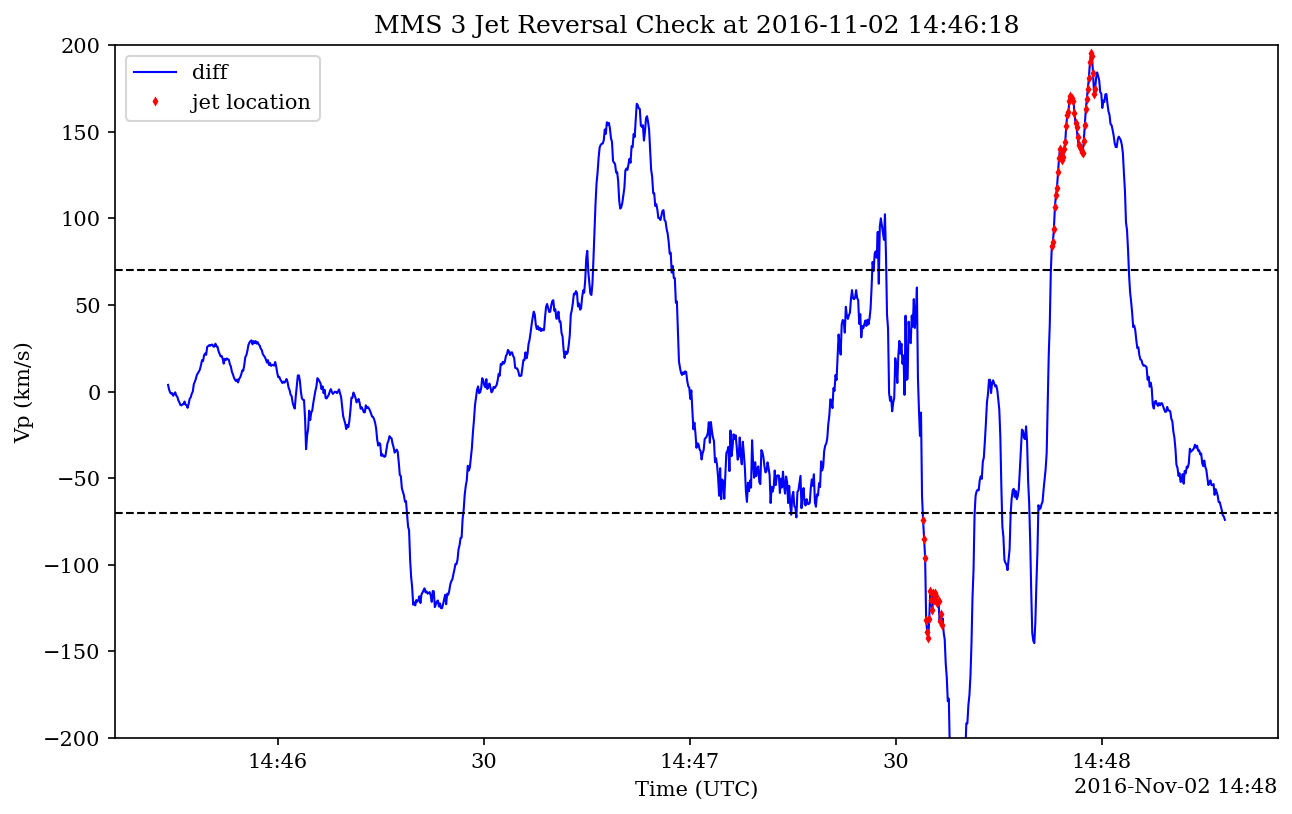 MMS 3 Jet Reversal Check at 2016-11-02 14:46:18
diff
jet location
200
150
100
50
0
−50
−100
−150
−200
Vp (km/s)
14:46 30 14:47 30 14:48
Time (UTC)
2016-Nov-02 14:48